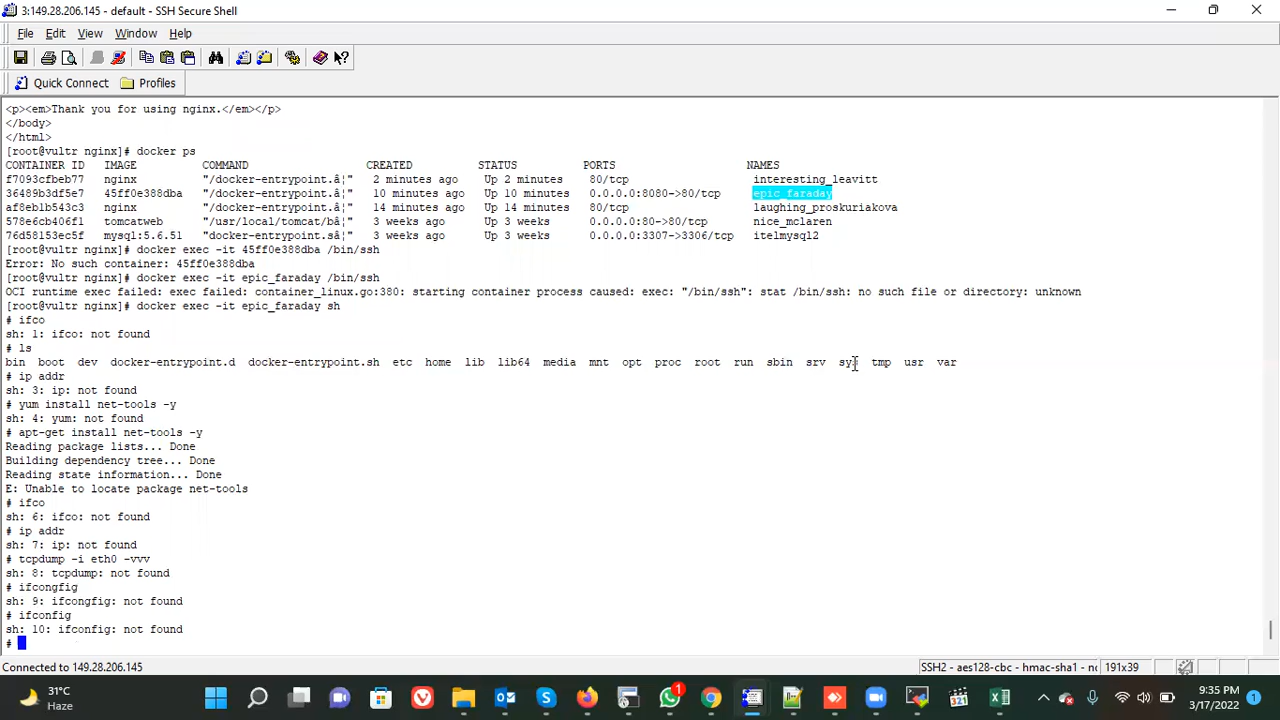 3:149.28.206.145 - default - SSH Secure Shell
File Edit View Window Help
Quick Connect Profiles
<p><em>Thank you for using nginx.</em></p>
</body>
</html>
[root@vultr nginx]# docker ps
CONTAINER ID IMAGE COMMAND CREATED STATUS PORTS NAMES
f7093cfbeb77 nginx "/docker-entrypoint.â¦" 2 minutes ago Up 2 minutes 80/tcp interesting_leavitt
36489b3df5e7 45ff0e388dba "/docker-entrypoint.â¦" 10 minutes ago Up 10 minutes 0.0.0.0:8080->80/tcp epic_faraday
af8eb1b543c3 nginx "/docker-entrypoint.â¦" 14 minutes ago Up 14 minutes 80/tcp laughing_proskuriakova
578e6cb406f1 tomcatweb "/usr/local/tomcat/bâ¦" 3 weeks ago Up 3 weeks 0.0.0.0:80->80/tcp nice_mclaren
76d58153ec5f mysql:5.6.51 "docker-entrypoint.sâ¦" 3 weeks ago Up 3 weeks 0.0.0.0:3307->3306/tcp itelmysql2
[root@vultr nginx]# docker exec -it 45ff0e388dba /bin/ssh
Error: No such container: 45ff0e388dba
[root@vultr nginx]# docker exec -it epic_faraday /bin/ssh
OCI runtime exec failed: exec failed: container_linux.go:380: starting container process caused: exec: "/bin/ssh": stat /bin/ssh: no such file or directory: unknown
[root@vultr nginx]# docker exec -it epic_faraday sh
# ifco
sh: 1: ifco: not found
# ls
bin boot dev docker-entrypoint.d docker-entrypoint.sh etc home lib lib64 media mnt opt proc root run sbin srv sys tmp usr var
# ip addr
sh: 3: ip: not found
# yum install net-tools -y
sh: 4: yum: not found
# apt-get install net-tools -y
Reading package lists... Done
Building dependency tree... Done
Reading state information... Done
E: Unable to locate package net-tools
# ifco
sh: 6: ifco: not found
# ip addr
sh: 7: ip: not found
# tcpdump -i eth0 -vvv
sh: 8: tcpdump: not found
# ifcongfig
sh: 9: ifcongfig: not found
# ifconfig
sh: 10: ifconfig: not found
#
Connected to 149.28.206.145 SSH2 - aes128-cbc - hmac-sha1 - nc 191x39
31°C
Haze
1
321
9:35 PM
3/17/2022
1